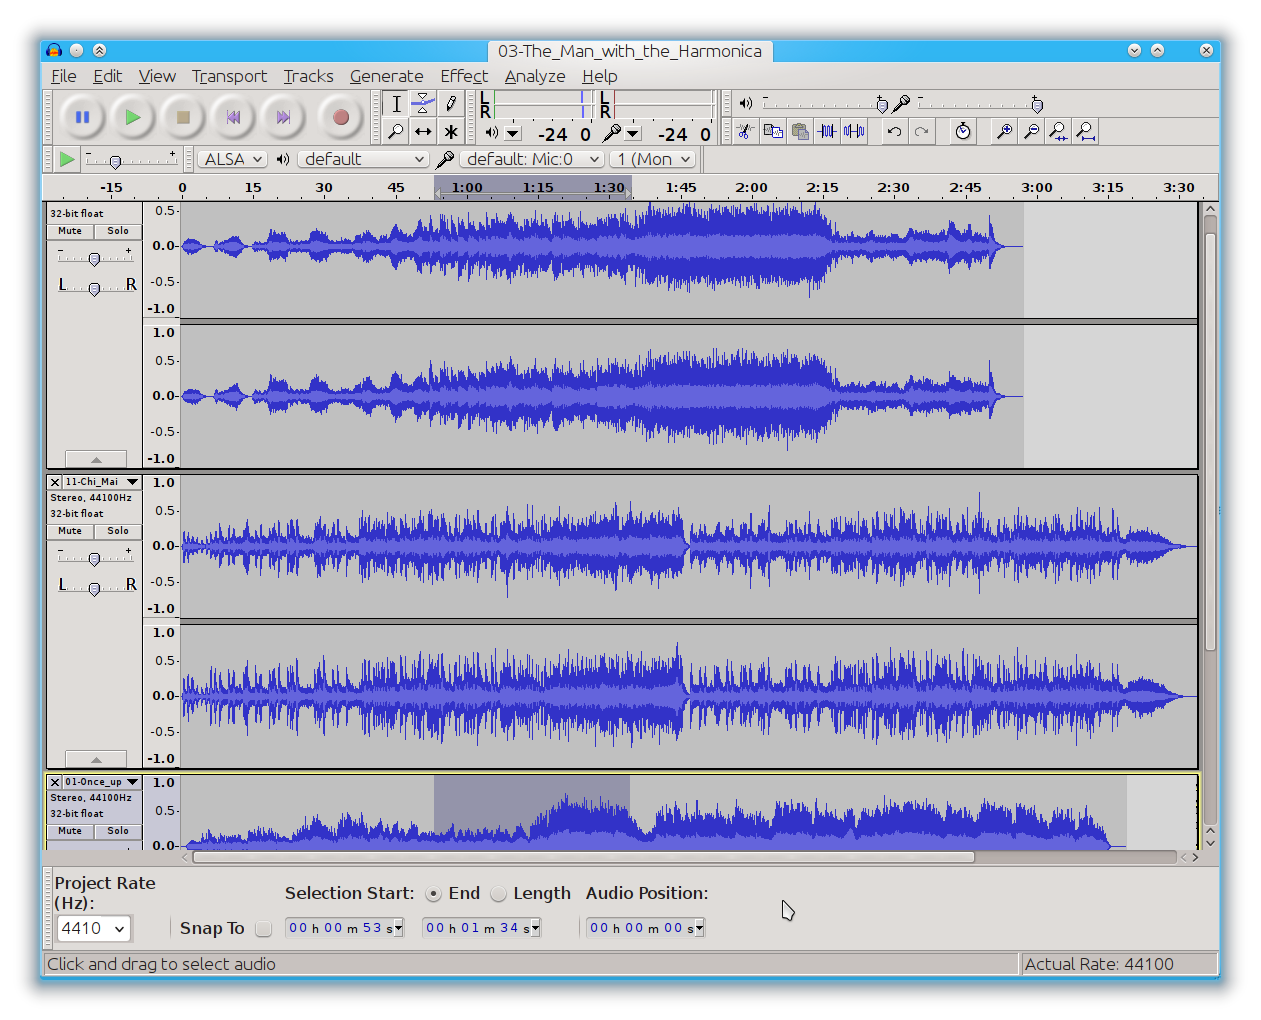 03-The_Man_with_the_Harmonica
File Edit View Transport Tracks Generate Effect Analyze Help
L
R
L
R
-24 0
-24 0
- +
ALSA
default
default: Mic:0
1 (Mon
-15 0 15 30 45 1:00 1:15 1:30 1:45 2:00 2:15 2:30 2:45 3:00 3:15 3:30
32-bit float
Mute Solo
- +
L R
0.5
0.0
-0.5
-1.0
1.0
0.5
0.0
-0.5
-1.0
11-Chi_Mai
Stereo, 44100Hz
32-bit float
Mute Solo
- +
L R
1.0
0.5
0.0
-0.5
-1.0
1.0
0.5
0.0
-0.5
-1.0
01-Once_up
Stereo, 44100Hz
32-bit float
Mute Solo
1.0
0.5
0.0
Project Rate
(Hz):
Selection Start: End Length Audio Position:
4410
Snap To
00 h 00 m 53 s
00 h 01 m 34 s
00 h 00 m 00 s
Click and drag to select audio
Actual Rate: 44100